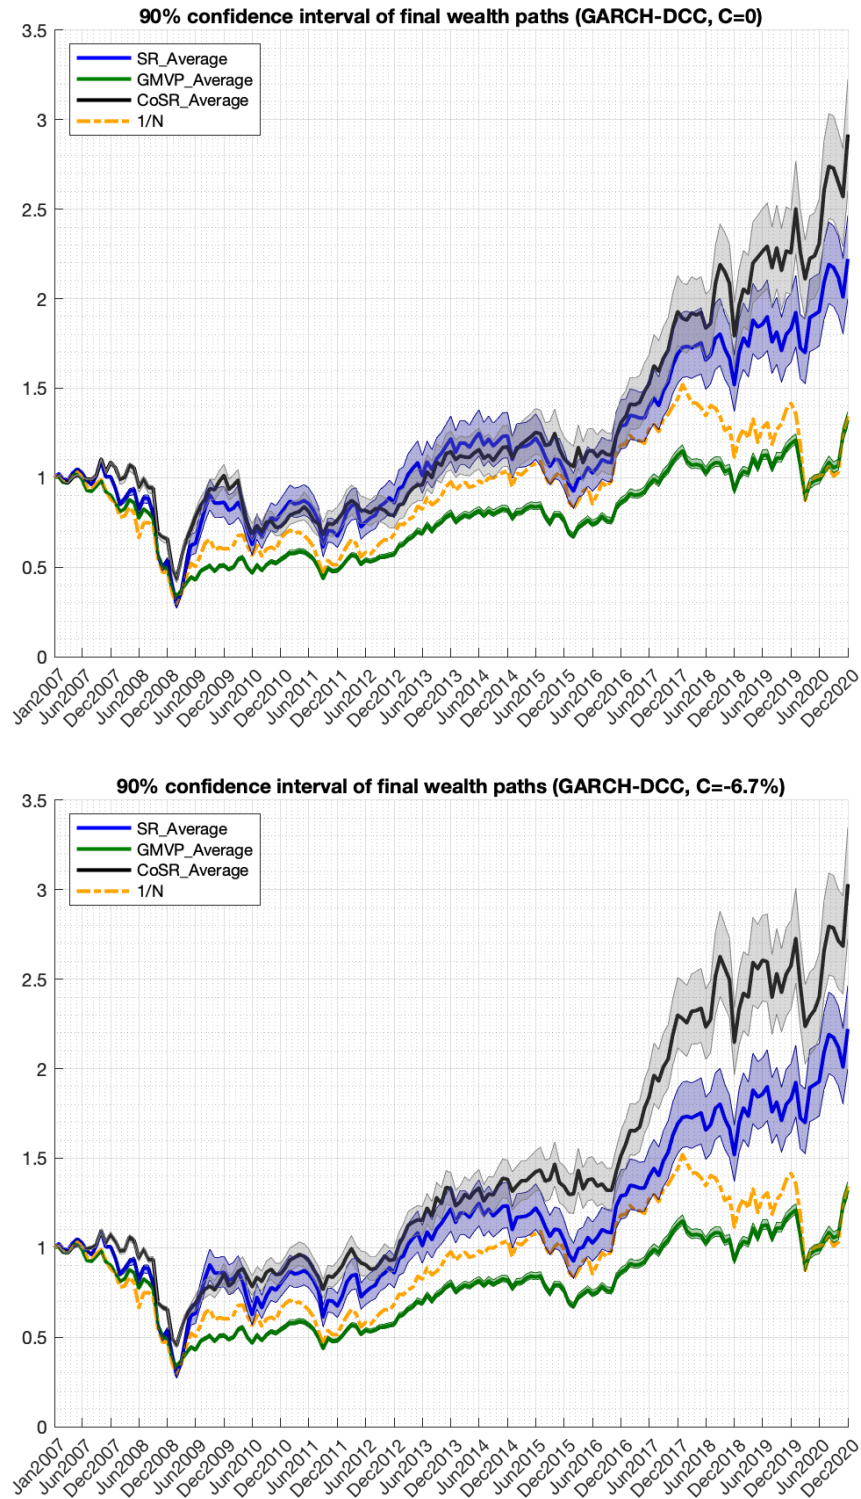 90% confidence interval of final wealth paths (GARCH-DCC, C=0)
3.5
SR_Average
GMVP_Average
CoSR_Average
1/N
3
2.5
2
1.5
1
0.5
0
Jan2007
Jun2007
Dec2007
Jun2008
Dec2008
Jun2009
Dec2009
Jun2010
Dec2010
Jun2011
Dec2011
Jun2012
Dec2012
Jun2013
Dec2013
Jun2014
Dec2014
Jun2015
Dec2015
Jun2016
Dec2016
Jun2017
Dec2017
Jun2018
Dec2018
Jun2019
Dec2019
Jun2020
Dec2020
90% confidence interval of final wealth paths (GARCH-DCC, C=-6.7%)
3.5
SR_Average
GMVP_Average
CoSR_Average
1/N
3
2.5
2
1.5
1
0.5
0
Jan2007
Jun2007
Dec2007
Jun2008
Dec2008
Jun2009
Dec2009
Jun2010
Dec2010
Jun2011
Dec2011
Jun2012
Dec2012
Jun2013
Dec2013
Jun2014
Dec2014
Jun2015
Dec2015
Jun2016
Dec2016
Jun2017
Dec2017
Jun2018
Dec2018
Jun2019
Dec2019
Jun2020
Dec2020